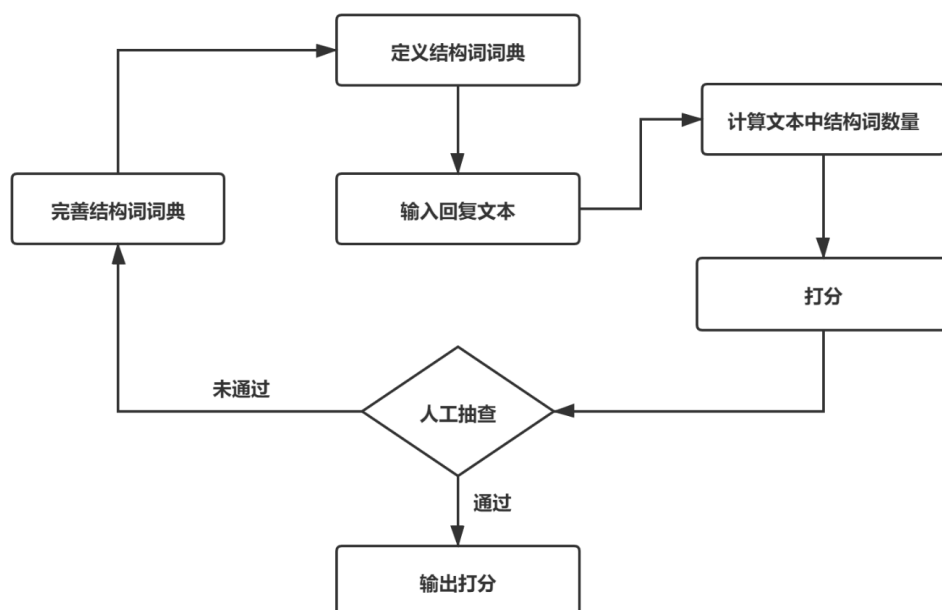 定义结构词词典
计算文本中结构词数量
完善结构词词典
输入回复文本
打分
未通过
人工抽查
通过
输出打分